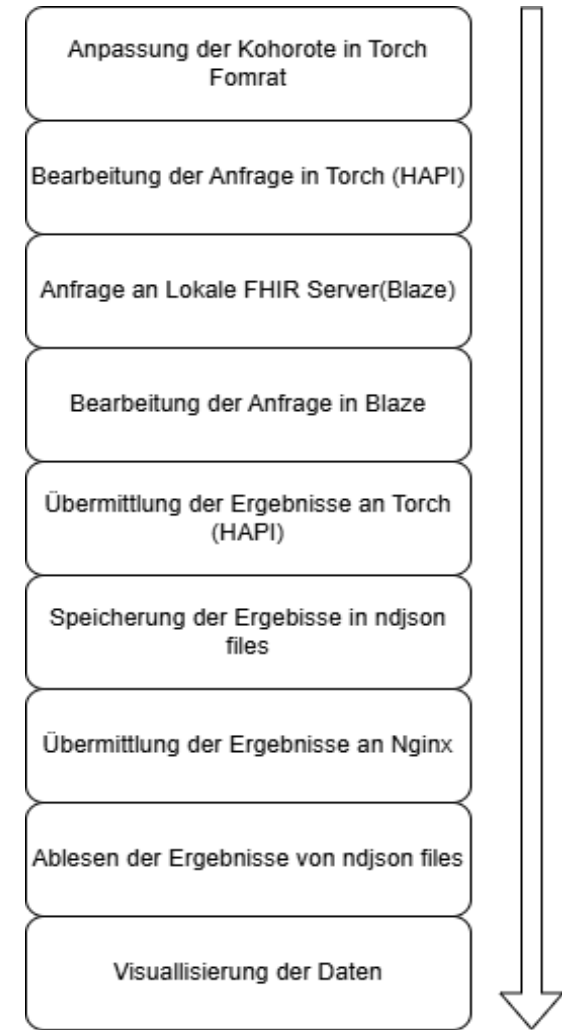 Anpassung der Kohorote in Torch
Fomrat
Bearbeitung der Anfrage in Torch (HAPI)
Anfrage an Lokale FHIR Server(Blaze)
Bearbeitung der Anfrage in Blaze
Übermittlung der Ergebnisse an Torch
(HAPI)
Speicherung der Ergebisse in ndjson
files
Übermittlung der Ergebnisse an Nginx
Ablesen der Ergebnisse von ndjson files
Visuallisierung der Daten